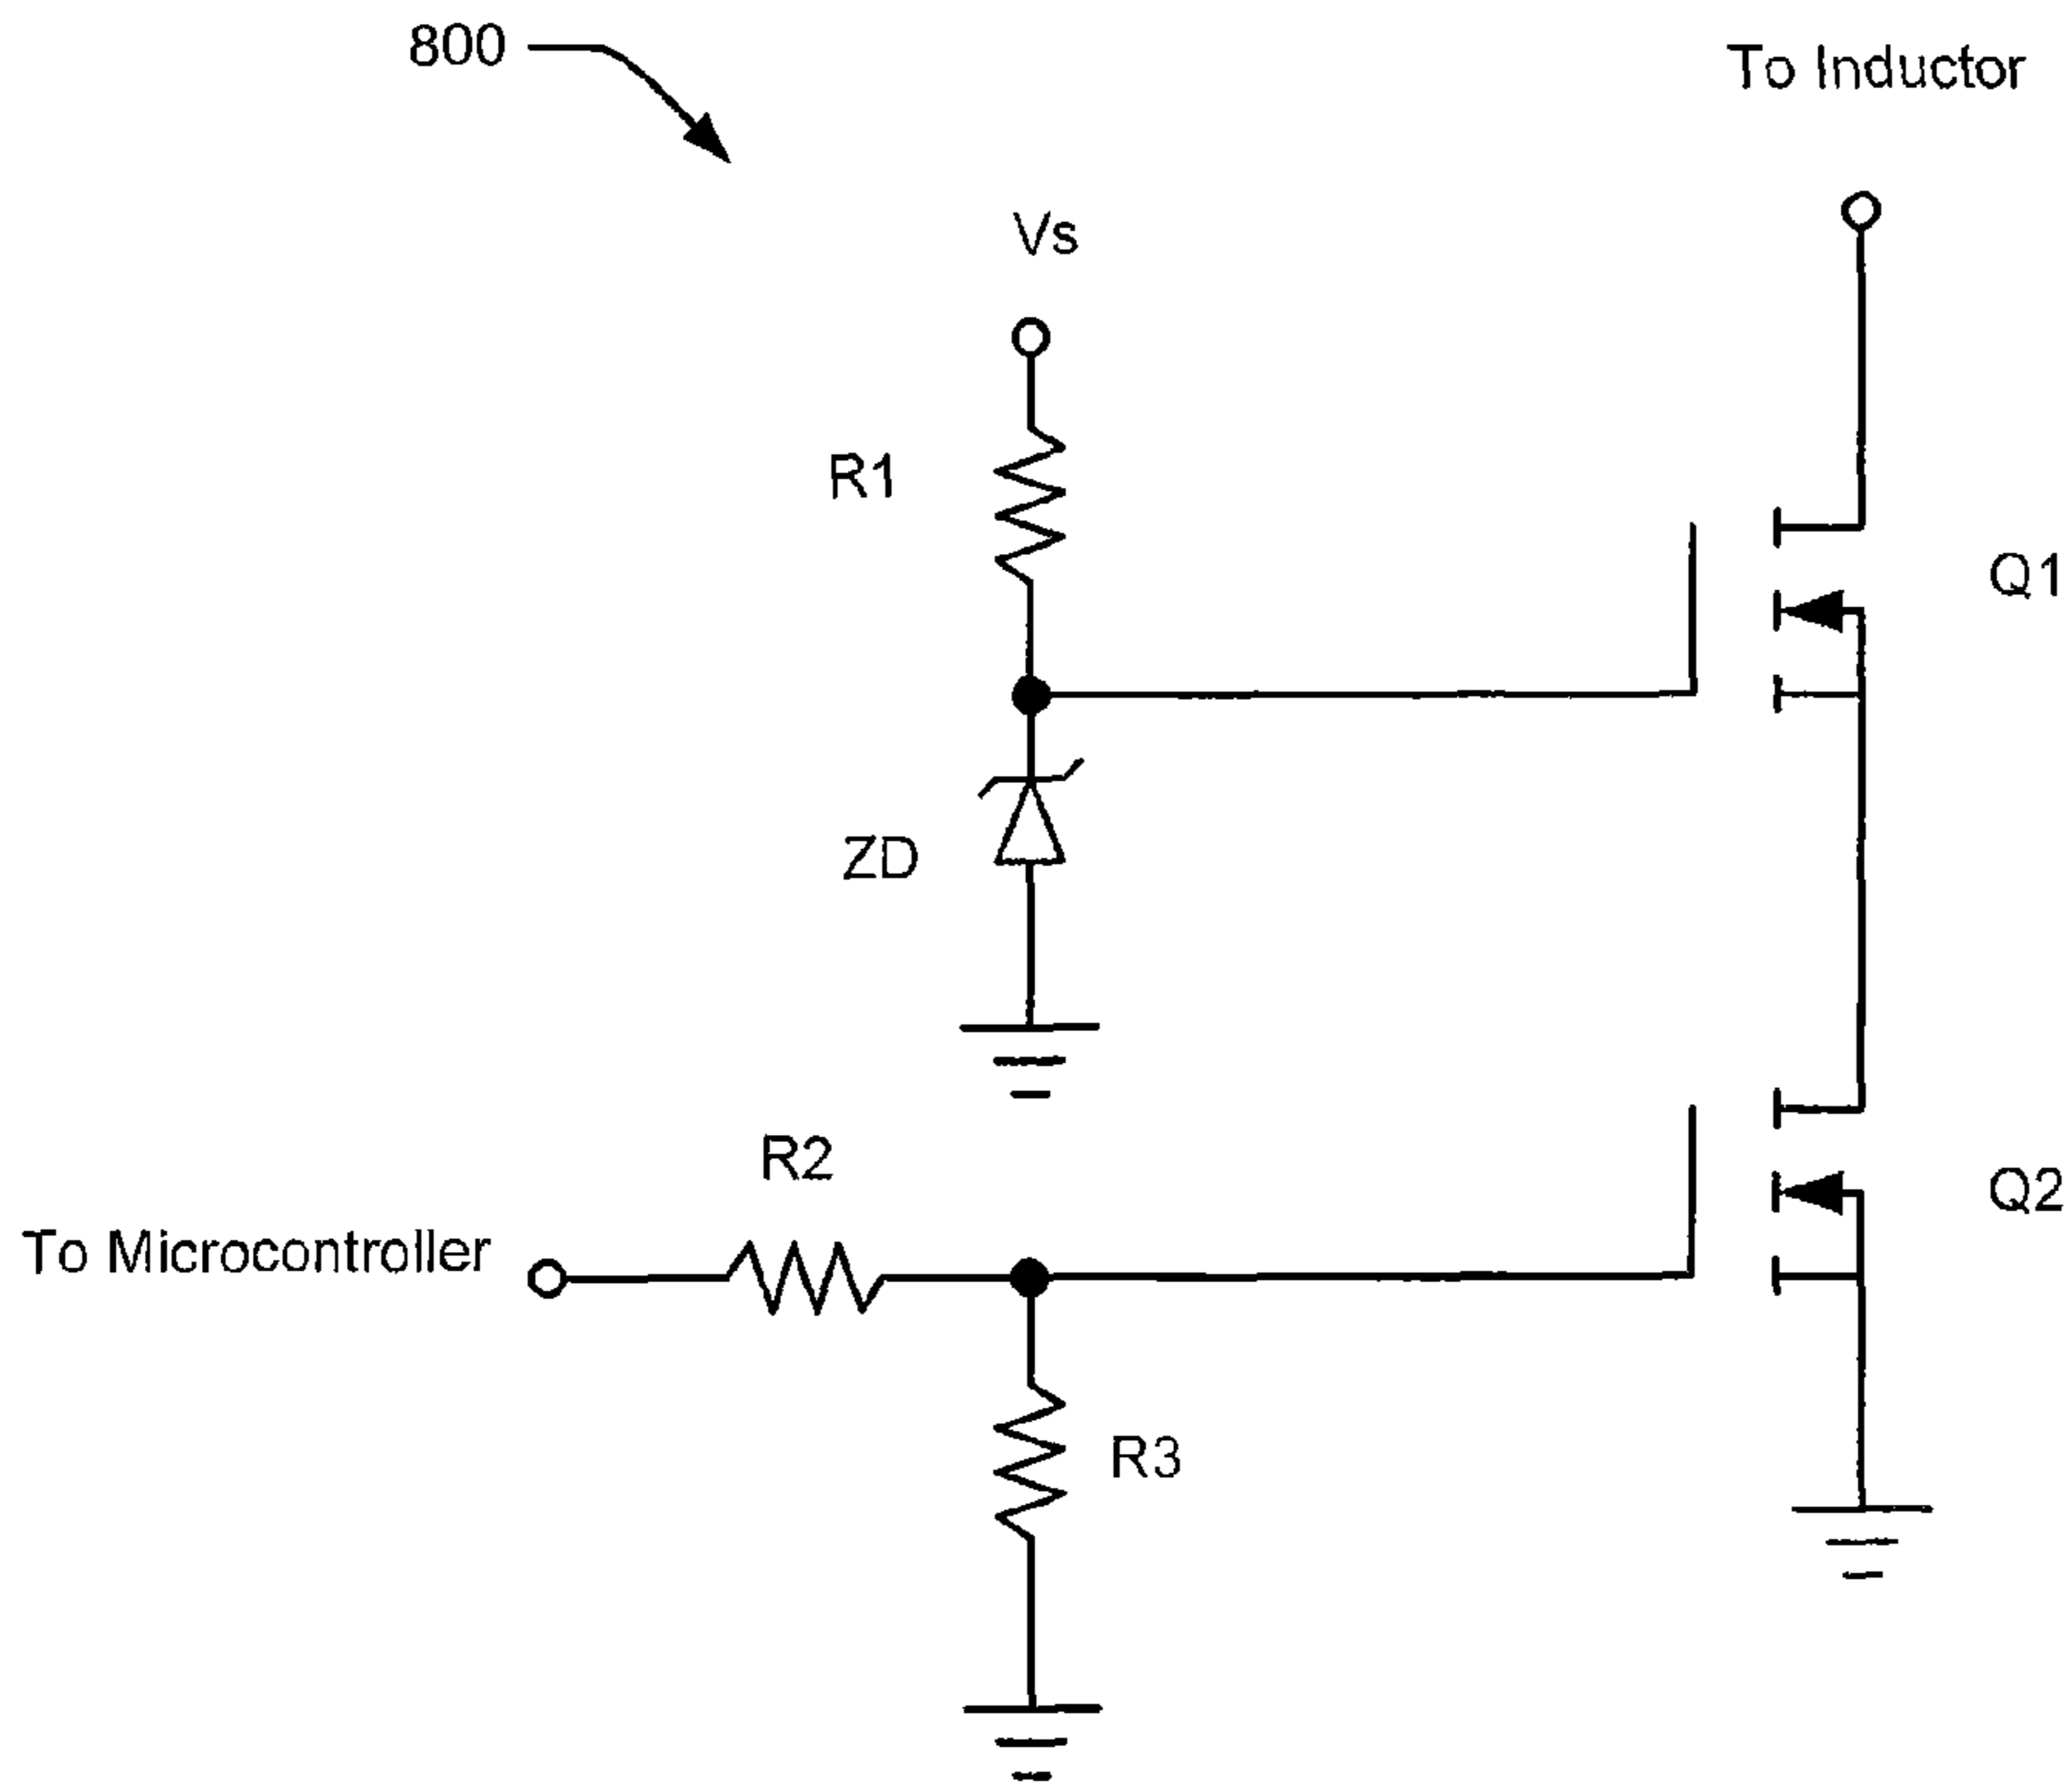 800
To Inductor
Vs
R1
Q1
ZD
R2
Q2
To Microcontroller
R3